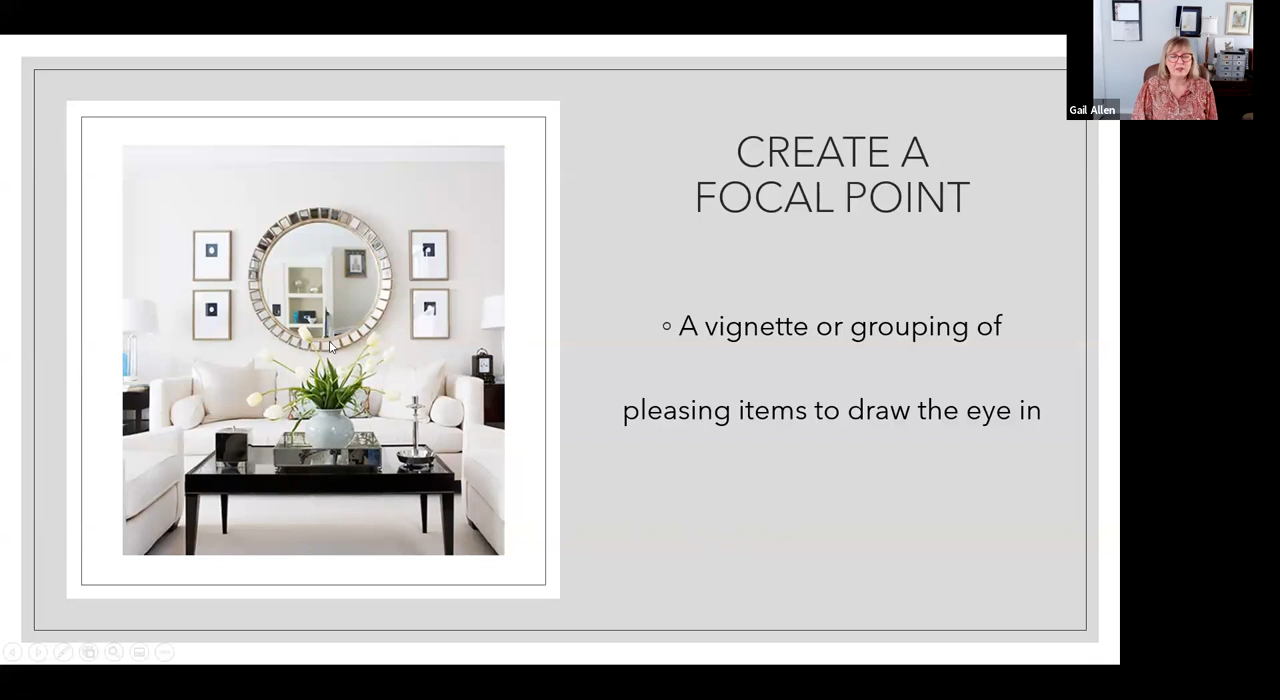 Gail Allen
CREATE A
FOCAL POINT
◦ A vignette or grouping of
pleasing items to draw the eye in